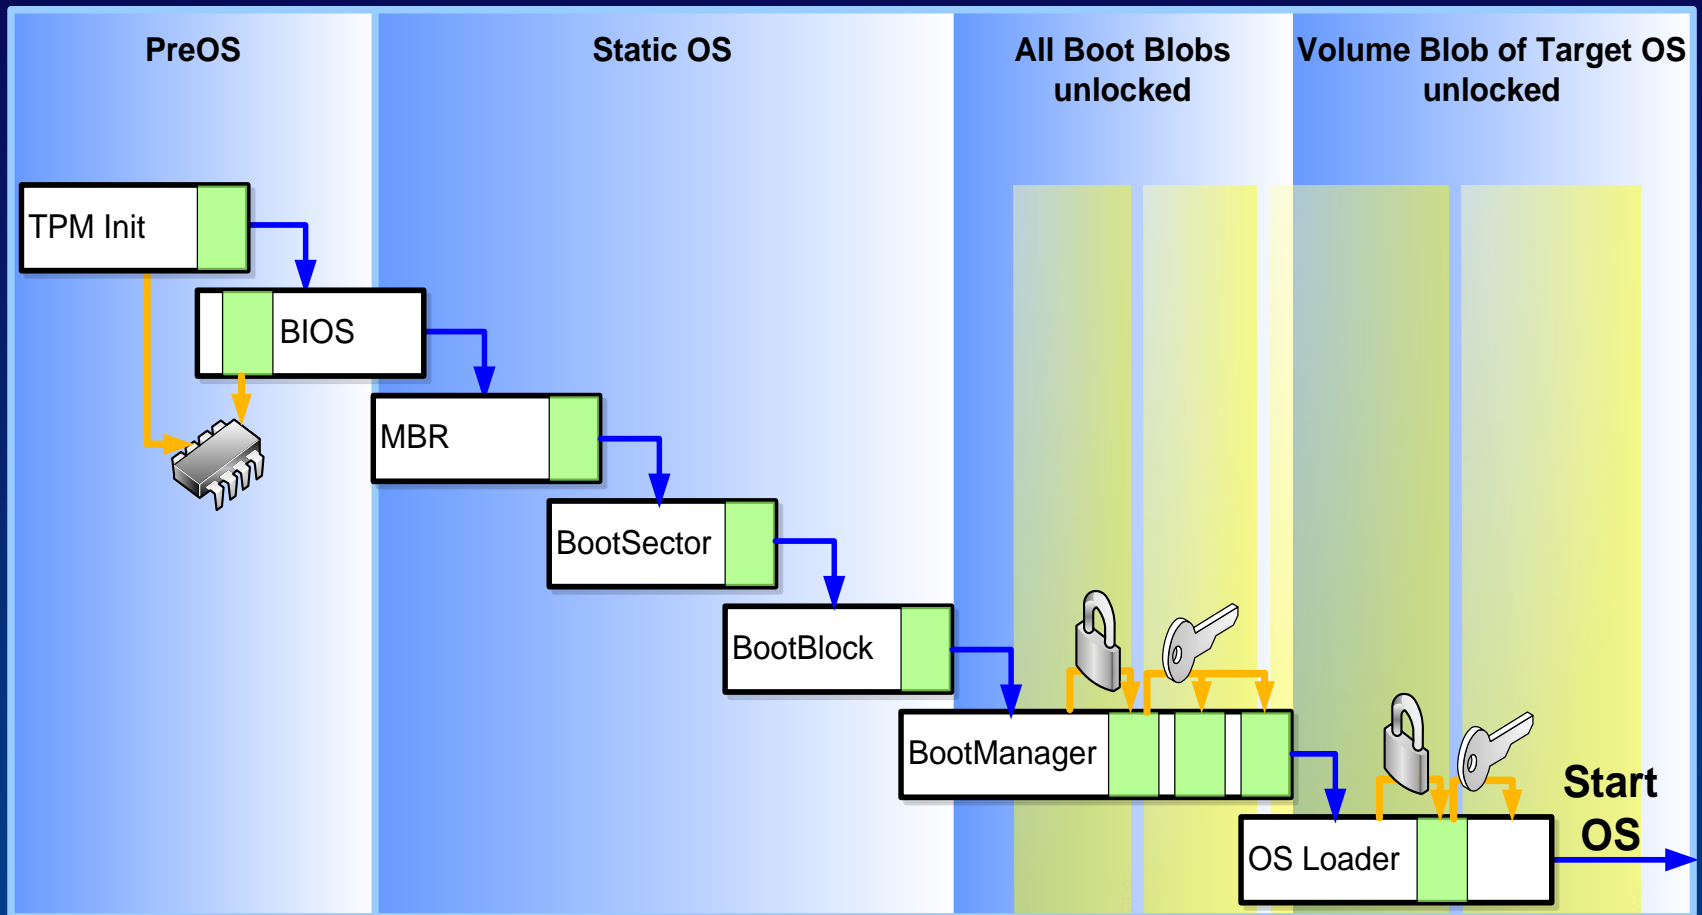 PreOS
Static OS
All Boot Blobs
unlocked
Volume Blob of Target OS
unlocked
TPM Init
BIOS
MBR
BootSector
BootBlock
BootManager
OS Loader
Start
OS